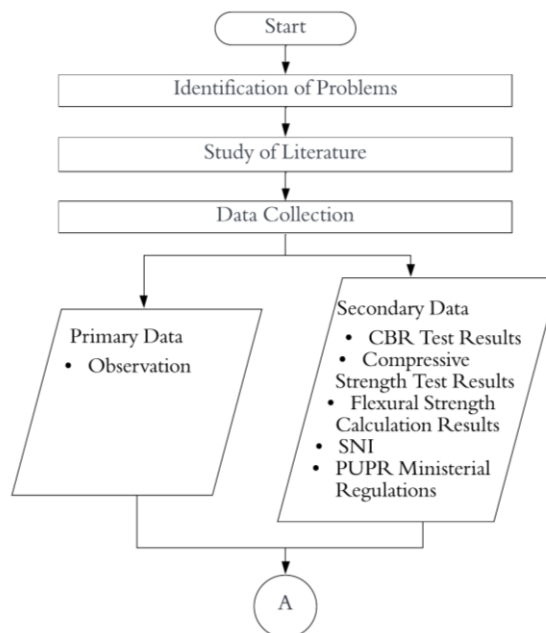 Start
Identification of Problems
Study of Literature
Data Collection
Primary Data
• Observation
Secondary Data
• CBR Test Results
• Compressive
Strength Test Results
• Flexural Strength
Calculation Results
• SNI
• PUPR Ministerial
Regulations
A